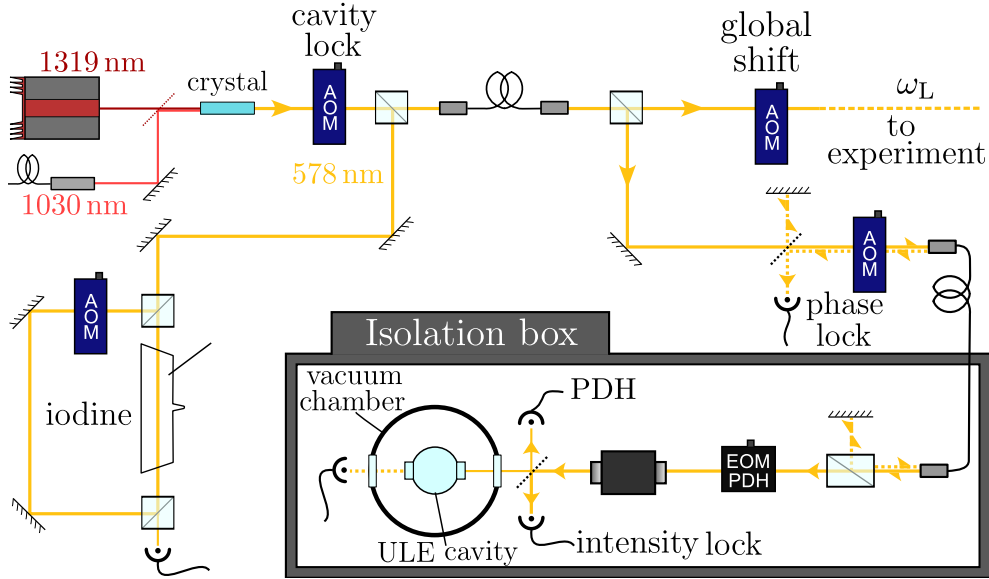 cavity
lock
global
shift
1319 nm
crystal
AOM
AOM
ω_L
to
experiment
578 nm
1030 nm
AOM
AOM
phase
lock
Isolation box
vacuum
chamber
PDH
iodine
EOM
PDH
ULE cavity
intensity lock